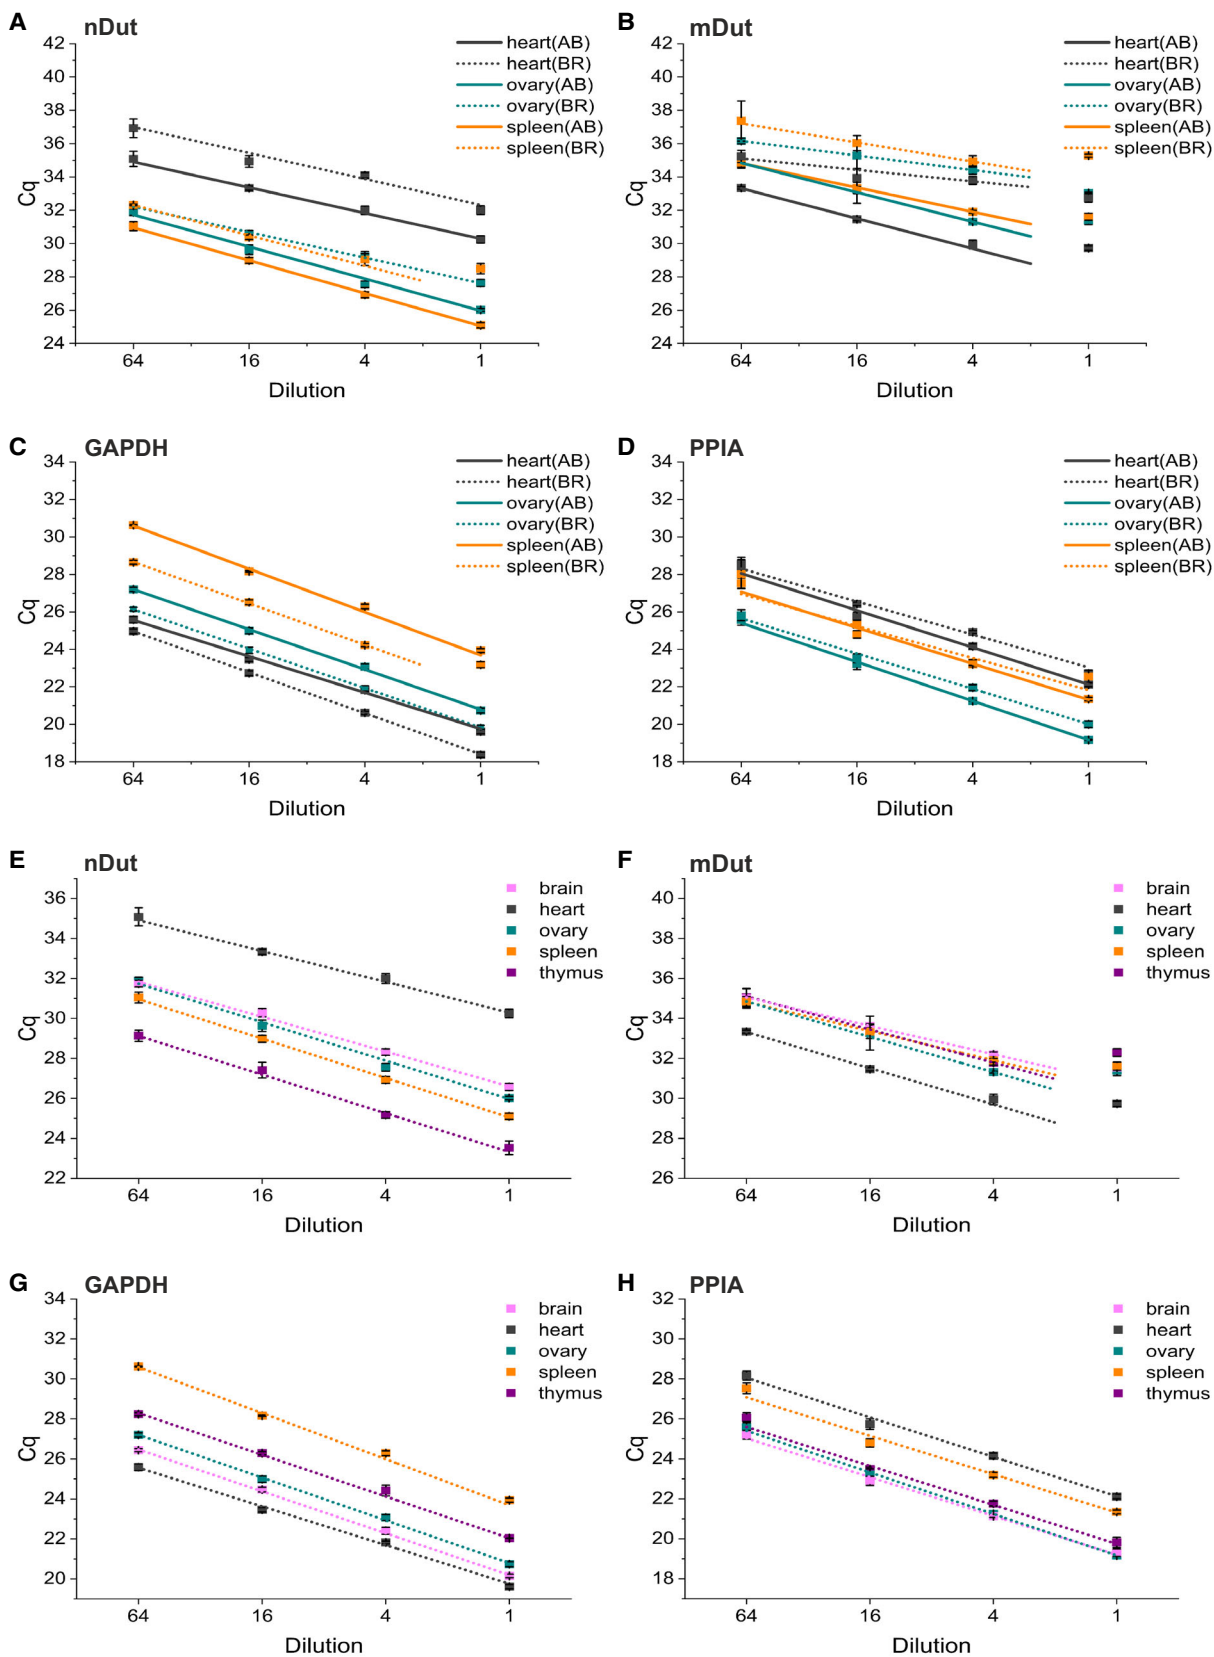 A nDut
42
40
38
36
34
32
30
28
26
24
Cq
64 16 4 1
Dilution
heart(AB)
heart(BR)
ovary(AB)
ovary(BR)
spleen(AB)
spleen(BR)
B mDut
42
40
38
36
34
32
30
28
26
24
Cq
64 16 4 1
Dilution
heart(AB)
heart(BR)
ovary(AB)
ovary(BR)
spleen(AB)
spleen(BR)
C GAPDH
34
32
30
28
26
24
22
20
18
Cq
64 16 4 1
Dilution
heart(AB)
heart(BR)
ovary(AB)
ovary(BR)
spleen(AB)
spleen(BR)
D PPIA
34
32
30
28
26
24
22
20
18
Cq
64 16 4 1
Dilution
heart(AB)
heart(BR)
ovary(AB)
ovary(BR)
spleen(AB)
spleen(BR)
E nDut
36
34
32
30
28
26
24
22
Cq
64 16 4 1
Dilution
brain
heart
ovary
spleen
thymus
F mDut
40
38
36
34
32
30
28
26
Cq
64 16 4 1
Dilution
brain
heart
ovary
spleen
thymus
G GAPDH
34
32
30
28
26
24
22
20
Cq
64 16 4 1
Dilution
brain
heart
ovary
spleen
thymus
H PPIA
32
30
28
26
24
22
20
18
Cq
64 16 4 1
Dilution
brain
heart
ovary
spleen
thymus